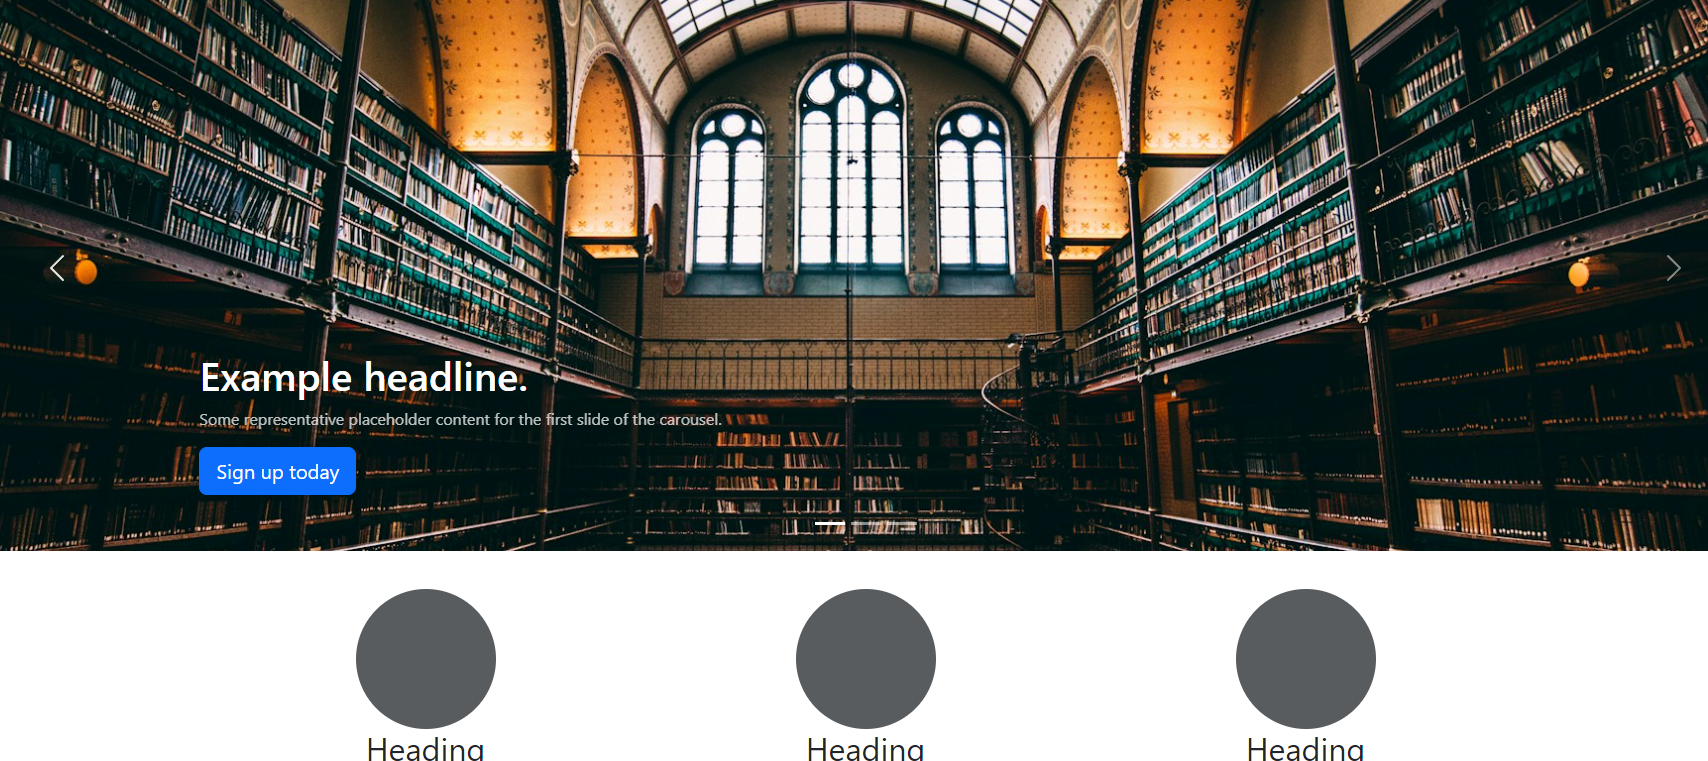 Example headline.
Some representative placeholder content for the first slide of the carousel.
Sign up today
Heading
Heading
Heading